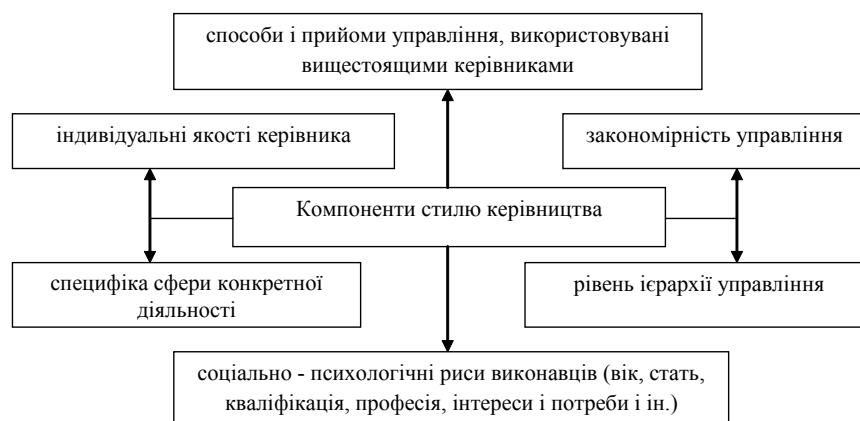 способи і прийоми управління, використовувані
вищестоящими керівниками
індивідуальні якості керівника
закономірність управління
Компоненти стилю керівництва
специфіка сфери конкретної
діяльності
рівень ієрархії управління
соціально - психологічні риси виконавців (вік, стать,
кваліфікація, професія, інтереси і потреби і ін.)